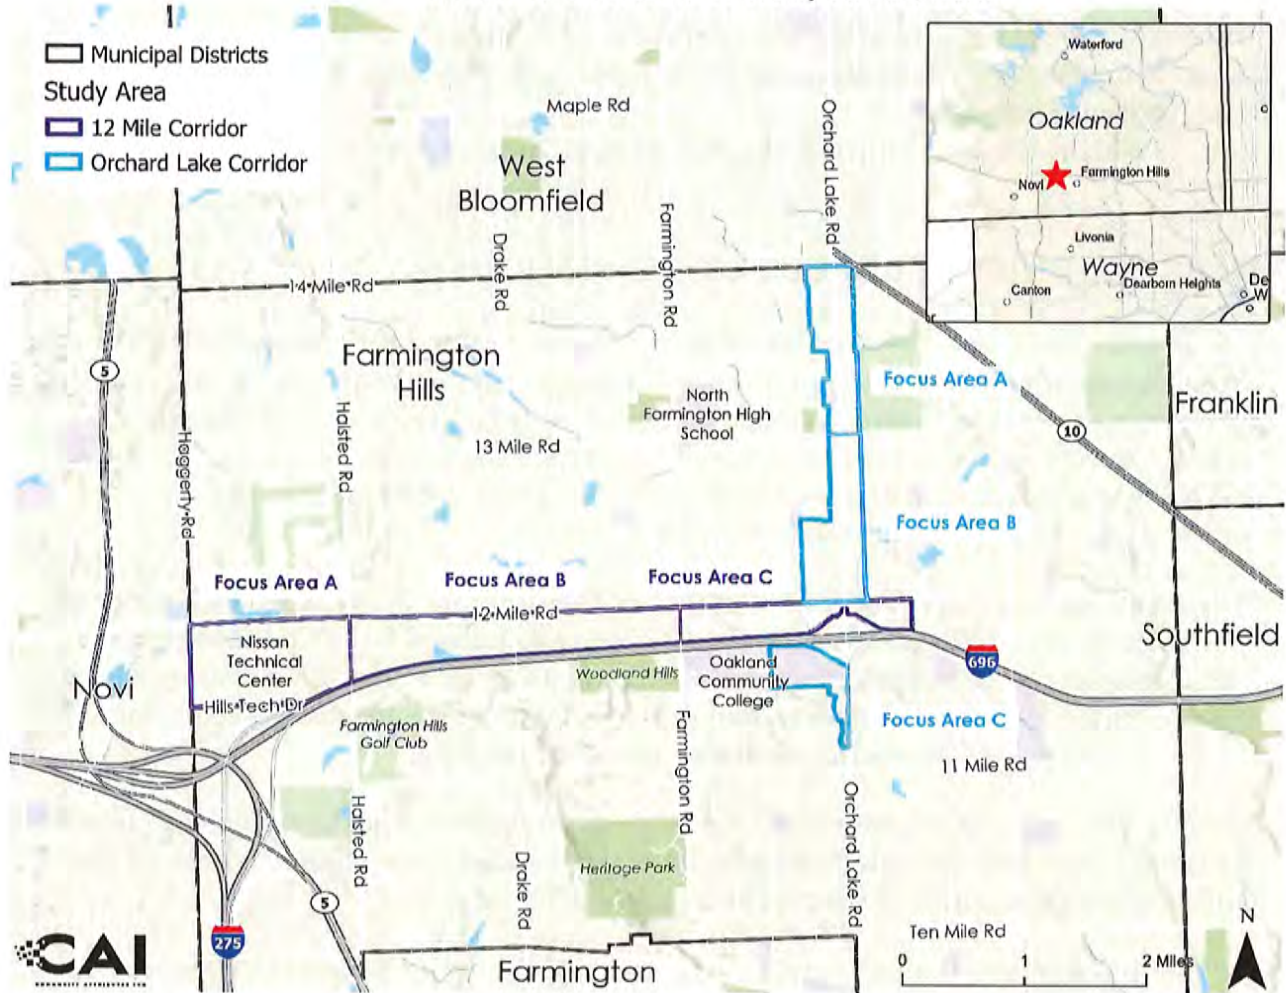 Municipal Districts
Study Area
12 Mile Corridor
Orchard Lake Corridor
Maple Rd
Orchard Lake Rd
Waterford
Oakland
Novi
Farmington Hills
Livonia
Wayne
Canton
Dearborn Heights
De
W
West
Bloomfield
Drake Rd
Farmington Rd
14 Mile Rd
5
Farmington
Hills
Focus Area A
10
Franklin
North
Farmington High
School
Haggerty Rd
Halsted Rd
13 Mile Rd
Focus Area B
Focus Area A
Focus Area B
Focus Area C
12 Mile Rd
Southfield
Nissan
Technical
Center
Hills Tech Dr
Novi
696
Woodland Hills
Oakland
Community
College
Focus Area C
Farmington Hills
Golf Club
11 Mile Rd
Halsted Rd
Drake Rd
Farmington Rd
Orchard Lake Rd
Heritage Park
5
275
Ten Mile Rd
N
CAI
Farmington
0
1
2 Miles